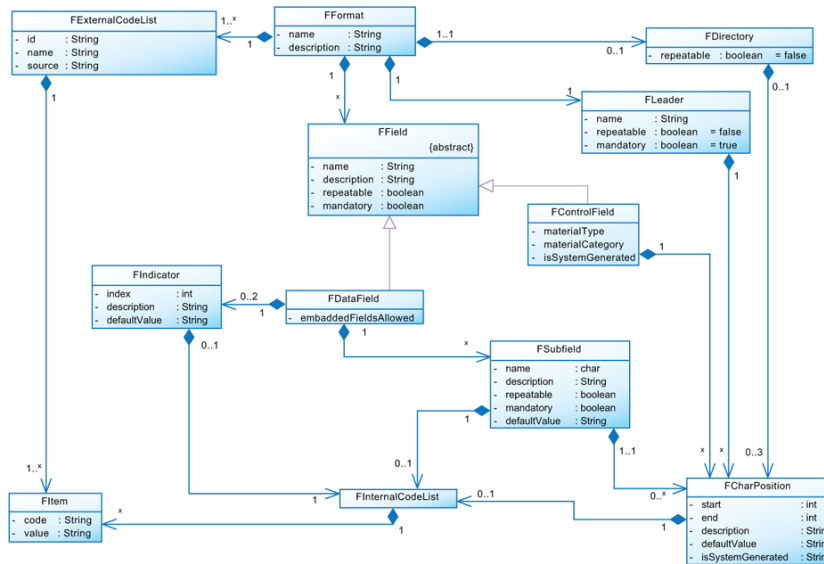 FExternalCodeList
- id : String
- name : String
- source : String
1
1..x
1
FFormat
- name : String
- description : String
1..1
0..1
1
1
x
1
FDirectory
- repeatable : boolean = false
0..1
FLeader
- name : String
- repeatable : boolean = false
- mandatory : boolean = true
1
FField
{abstract}
- name : String
- description : String
- repeatable : boolean
- mandatory : boolean
FControlField
- materialType
- materialCategory
- isSystemGenerated
1
FIndicator
- index : int
- description : String
- defaultValue : String
0..2
1
0..1
FDataField
- embaddedFieldsAllowed
1
x
FSubfield
- name : char
- description : String
- repeatable : boolean
- mandatory : boolean
- defaultValue : String
1
1..1
0..1
x
x
0..3
1..x
FItem
- code : String
- value : String
x
1
FInternalCodeList
1
0..1
0..x
1
FCharPosition
- start : int
- end : int
- description : Strin
- defaultValue : Strin
- isSystemGenerated : Strin